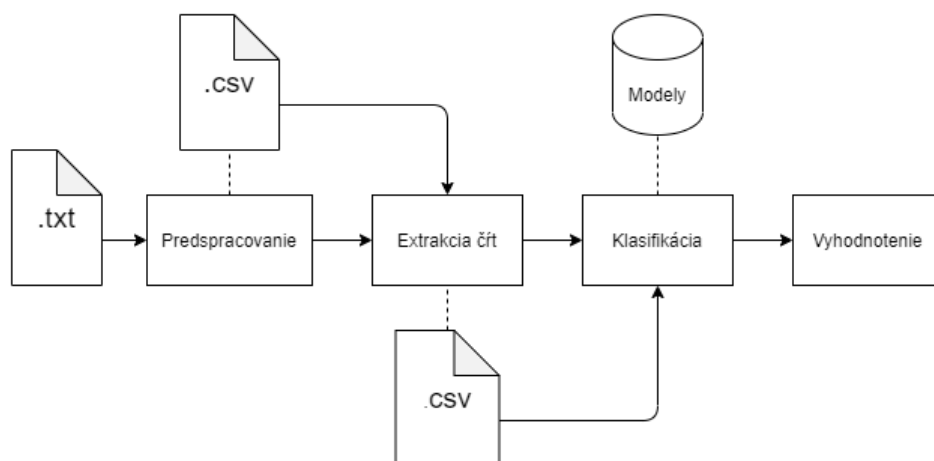 .csv
Modely
.txt
Predspracovanie
Extrakcia čŕt
Klasifikácia
Vyhodnotenie
.csv